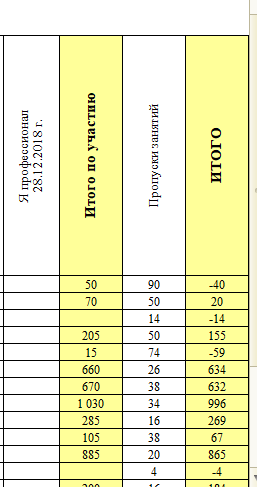 Я профессионал
28.12.2018 г.
Итого по участию
Пропуски занятий
ИТОГО
50 90 -40
70 50 20
14 -14
205 50 155
15 74 -59
660 26 634
670 38 632
1 030 34 996
285 16 269
105 38 67
885 20 865
4 -4
200 16 184